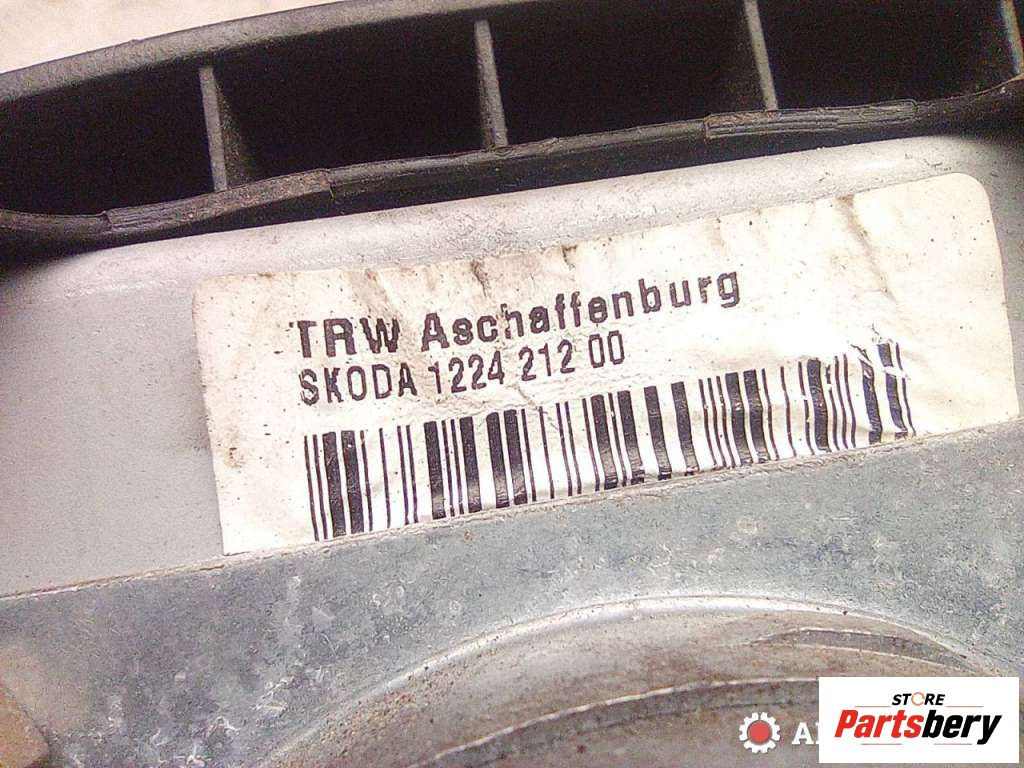 TRW Aschaffenburg
SKODA 1224 212 00
STORE
Partsbery